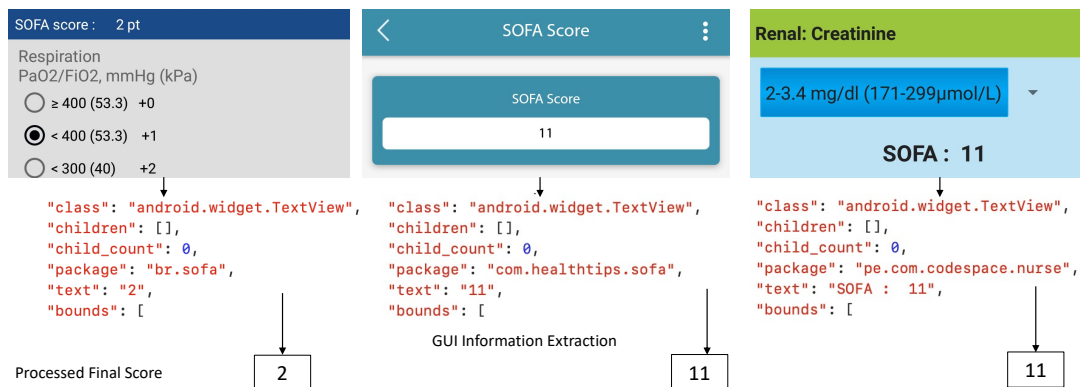 SOFA score :    2 pt
Respiration
PaO2/FiO2, mmHg (kPa)
≥ 400 (53.3)  +0
< 400 (53.3)  +1
< 300 (40)  +2
"class": "android.widget.TextView",
"children": [],
"child_count": 0,
"package": "br.sofa",
"text": "2",
"bounds": [
SOFA Score
SOFA Score
11
"class": "android.widget.TextView",
"children": [],
"child_count": 0,
"package": "com.healthtips.sofa",
"text": "11",
"bounds": [
Renal: Creatinine
2-3.4 mg/dl (171-299µmol/L)
SOFA :  11
"class": "android.widget.TextView",
"children": [],
"child_count": 0,
"package": "pe.com.codespace.nurse",
"text": "SOFA :  11",
"bounds": [
GUI Information Extraction
Processed Final Score
2
11
11